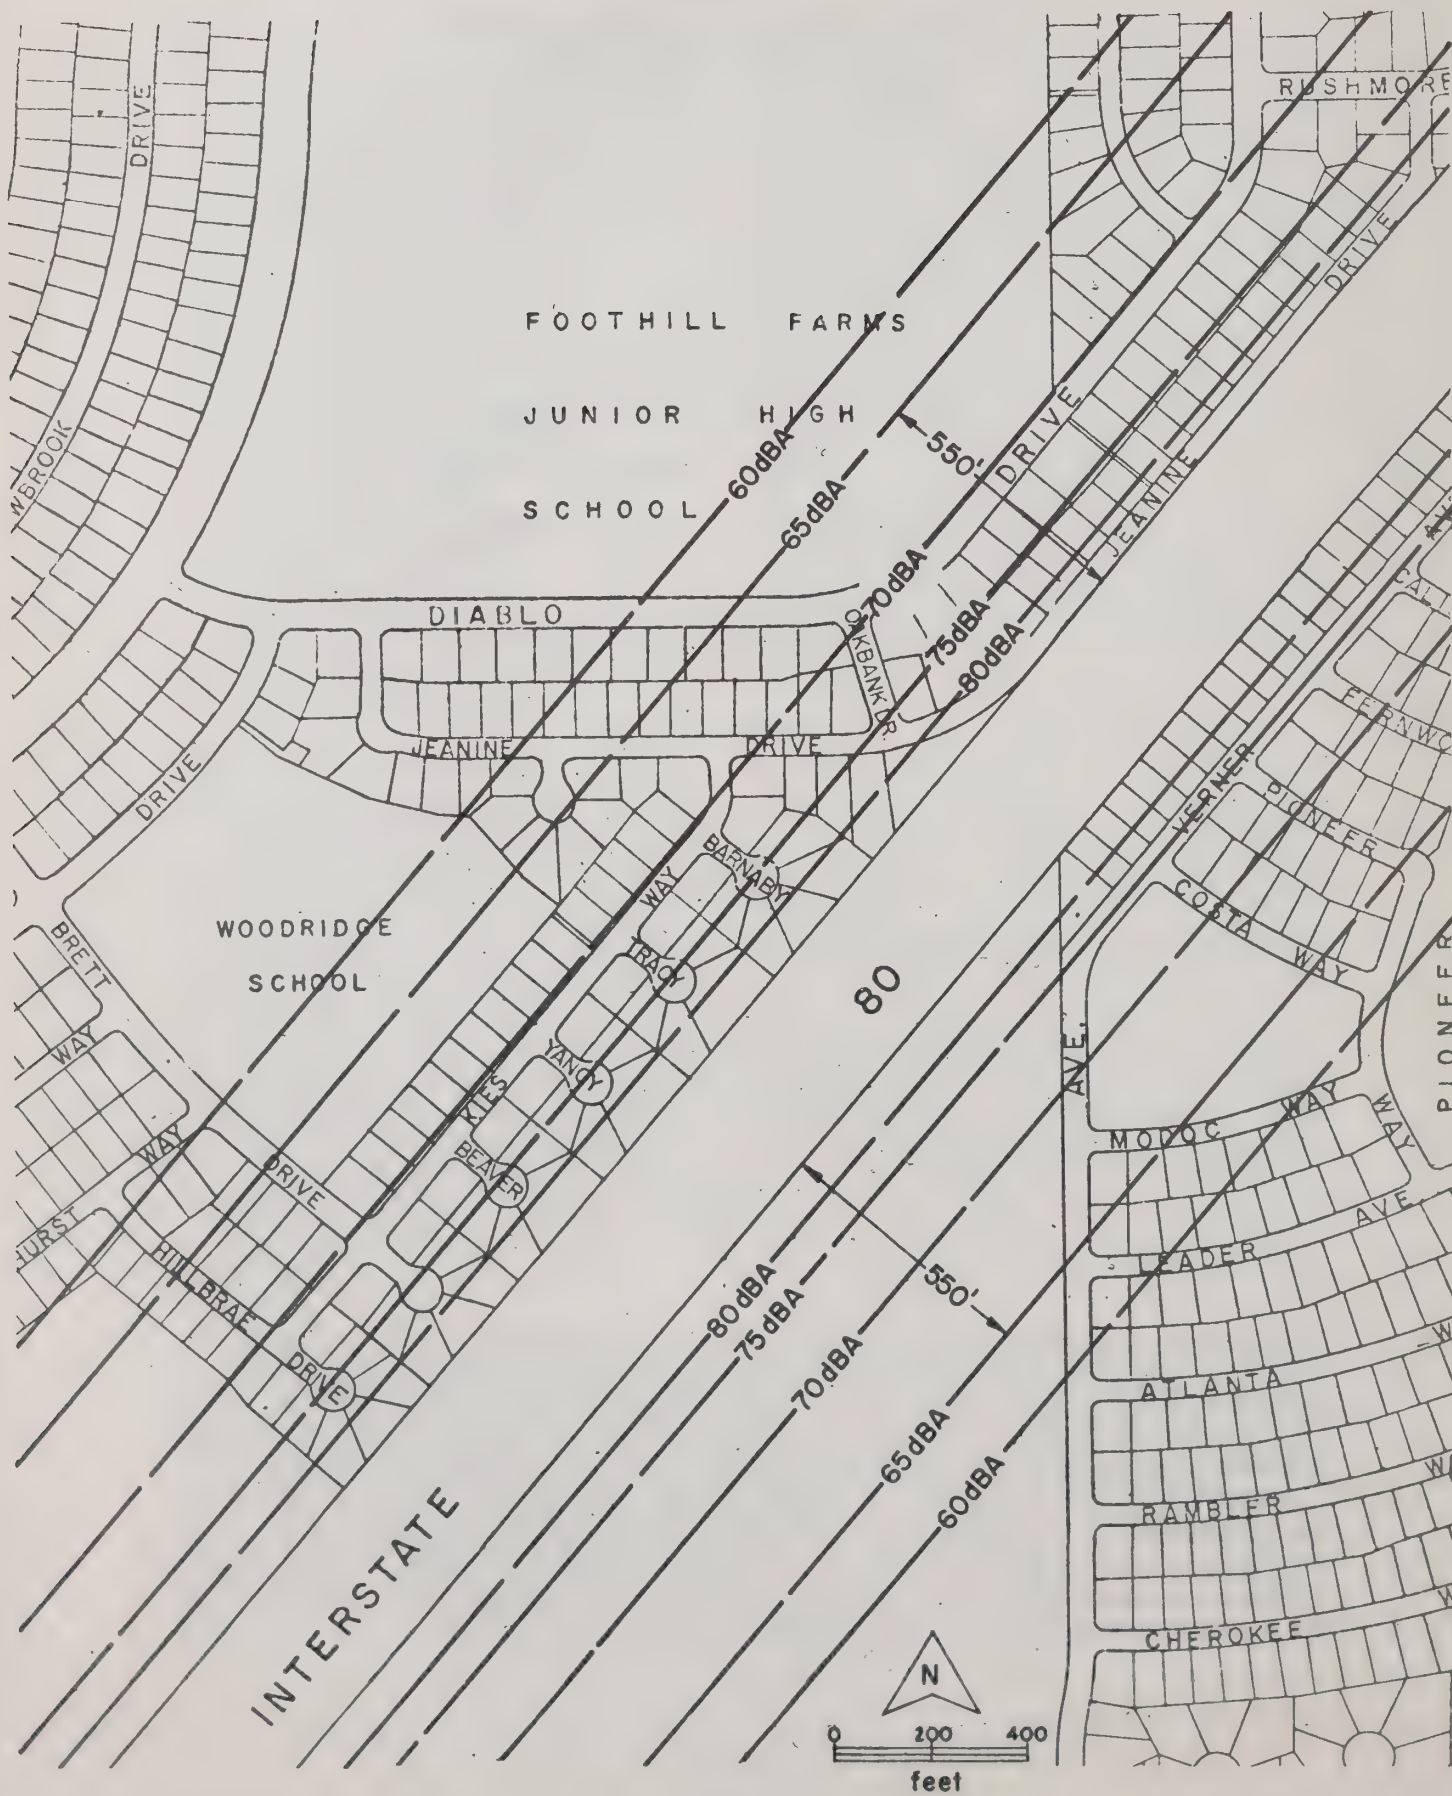 RUSHMORE
DRIVE
DRIVE
FOOTHILL FARMS
JUNIOR HIGH
SCHOOL
60dBA
65dBA
550'
DRIVE
JEANINE
70dBA
75dBA
80dBA
DIABLO
OAKBANK DR.
JEANINE DRIVE
DRIVE
VERNER
PIONEER
COSTA WAY
BARNABY
WAY
TRACY
YANCY
KIES
BEAVER
WOODRIDGE
SCHOOL
BRETT
WAY
WAY
DRIVE
HILLBRAE
DRIVE
80
AVE.
PIONEER
MODOC WAY
WAY
LEADER AVE.
ATLANTA
RAMBLER
CHEROKEE
550'
80dBA
75dBA
70dBA
65dBA
60dBA
INTERSTATE
N
0 200 400
feet